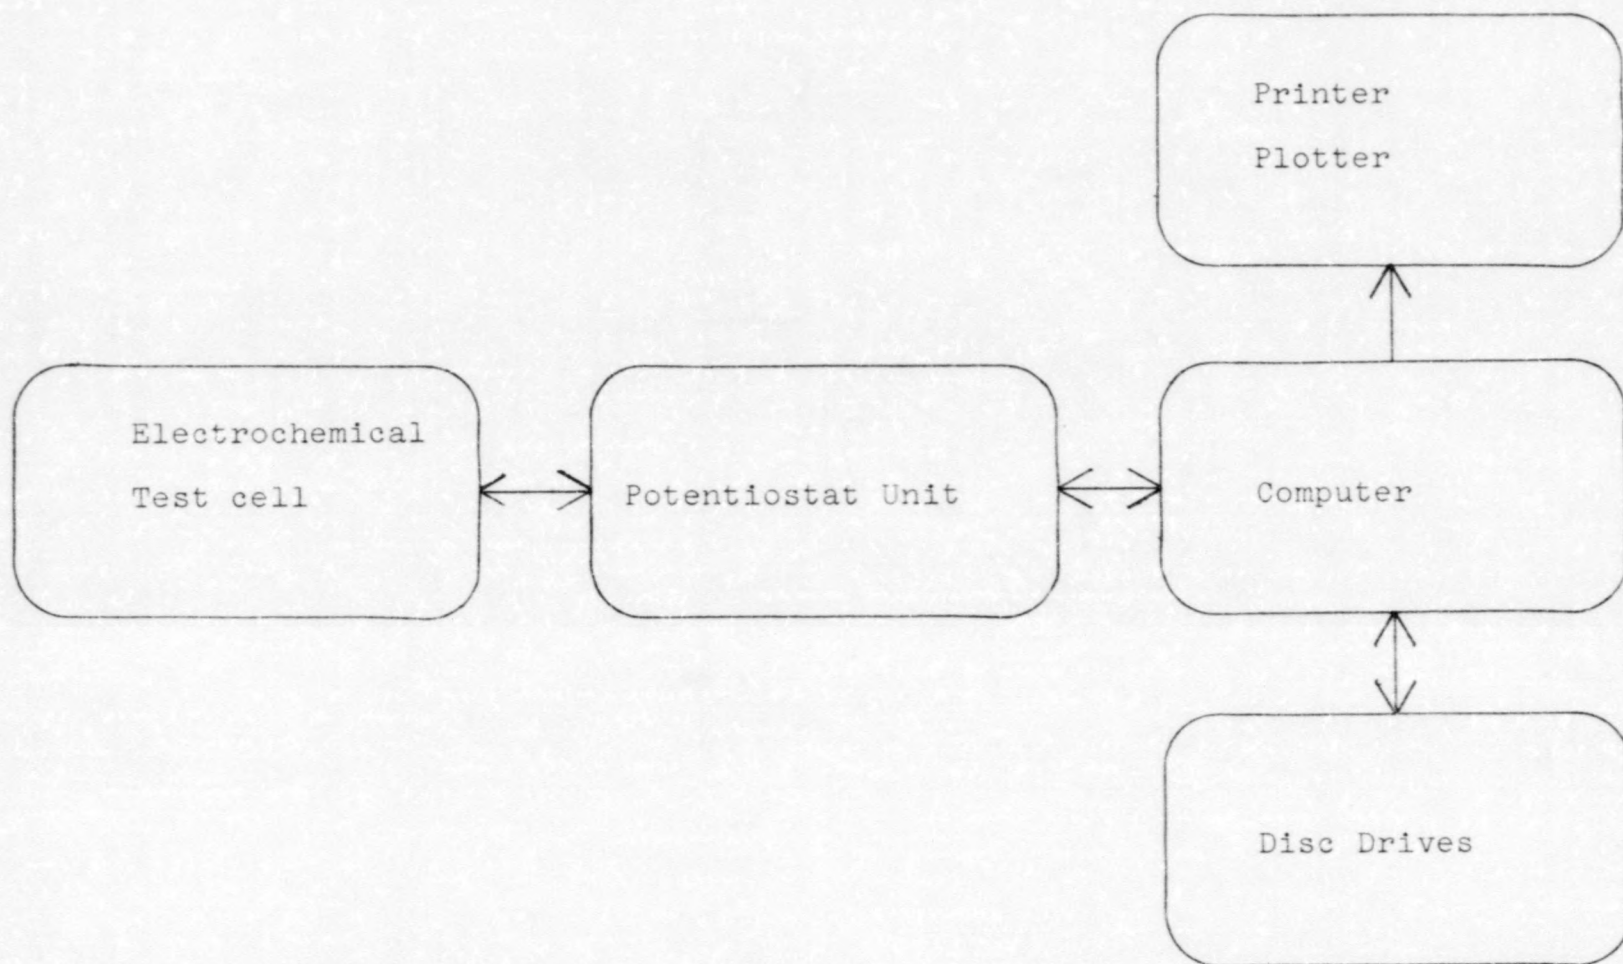 Printer
Plotter
Electrochemical
Test cell
Potentiostat Unit
Computer
Disc Drives